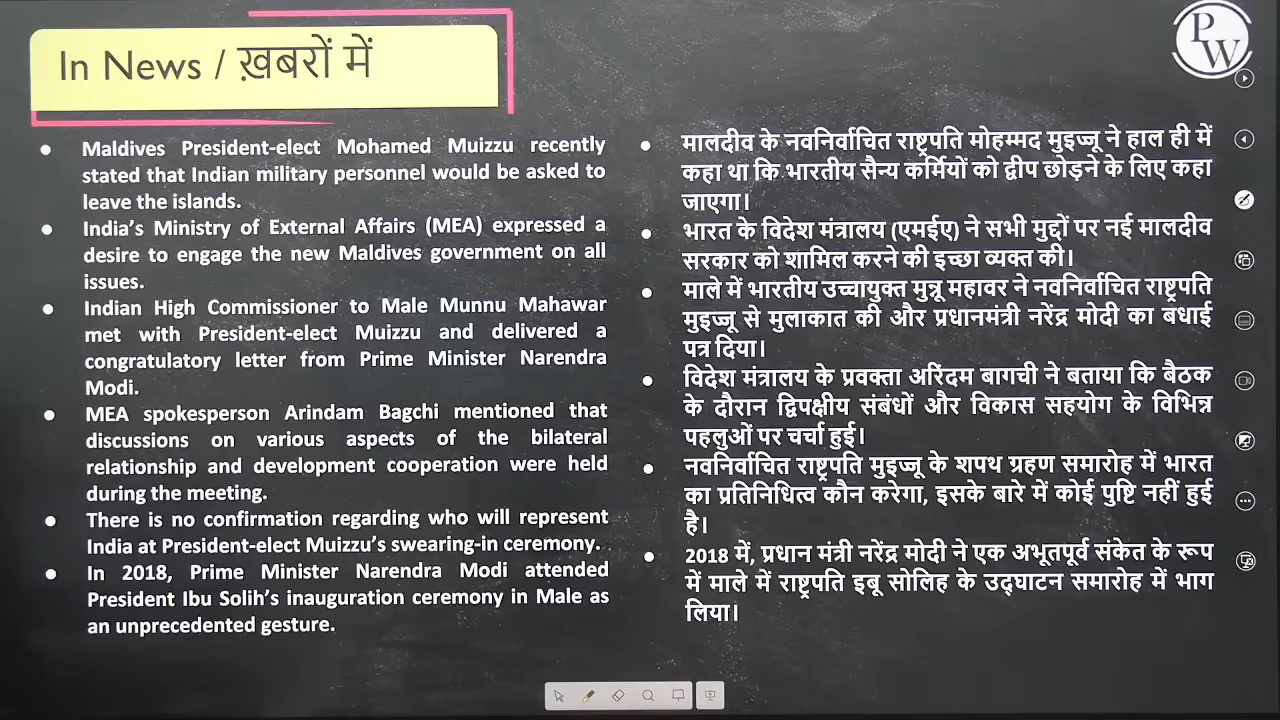 In News / ख़बरों में
PW
Maldives President-elect Mohamed Muizzu recently
stated that Indian military personnel would be asked to
leave the islands.
India's Ministry of External Affairs (MEA) expressed a
desire to engage the new Maldives government on all
issues.
Indian High Commissioner to Male Munnu Mahawar
met with President-elect Muizzu and delivered a
congratulatory letter from Prime Minister Narendra
Modi.
MEA spokesperson Arindam Bagchi mentioned that
discussions on various aspects of the bilateral
relationship and development cooperation were held
during the meeting.
There is no confirmation regarding who will represent
India at President-elect Muizzu's swearing-in ceremony.
In 2018, Prime Minister Narendra Modi attended
President Ibu Solih's inauguration ceremony in Male as
an unprecedented gesture.
मालदीव के नवनिर्वाचित राष्ट्रपति मोहम्मद मुइज्जू ने हाल ही में
कहा था कि भारतीय सैन्य कर्मियों को द्वीप छोड़ने के लिए कहा
जाएगा।
भारत के विदेश मंत्रालय (एमईए) ने सभी मुद्दों पर नई मालदीव
सरकार को शामिल करने की इच्छा व्यक्त की।
माले में भारतीय उच्चायुक्त मुन्नू महावर ने नवनिर्वाचित राष्ट्रपति
मुइज्जू से मुलाकात की और प्रधानमंत्री नरेंद्र मोदी का बधाई
पत्र दिया।
विदेश मंत्रालय के प्रवक्ता अरिंदम बागची ने बताया कि बैठक
के दौरान द्विपक्षीय संबंधों और विकास सहयोग के विभिन्न
पहलुओं पर चर्चा हुई।
नवनिर्वाचित राष्ट्रपति मुइज्जू के शपथ ग्रहण समारोह में भारत
का प्रतिनिधित्व कौन करेगा, इसके बारे में कोई पुष्टि नहीं हुई
है।
2018 में, प्रधान मंत्री नरेंद्र मोदी ने एक अभूतपूर्व संकेत के रूप
में माले में राष्ट्रपति इबू सोलिह के उद्घाटन समारोह में भाग
लिया।